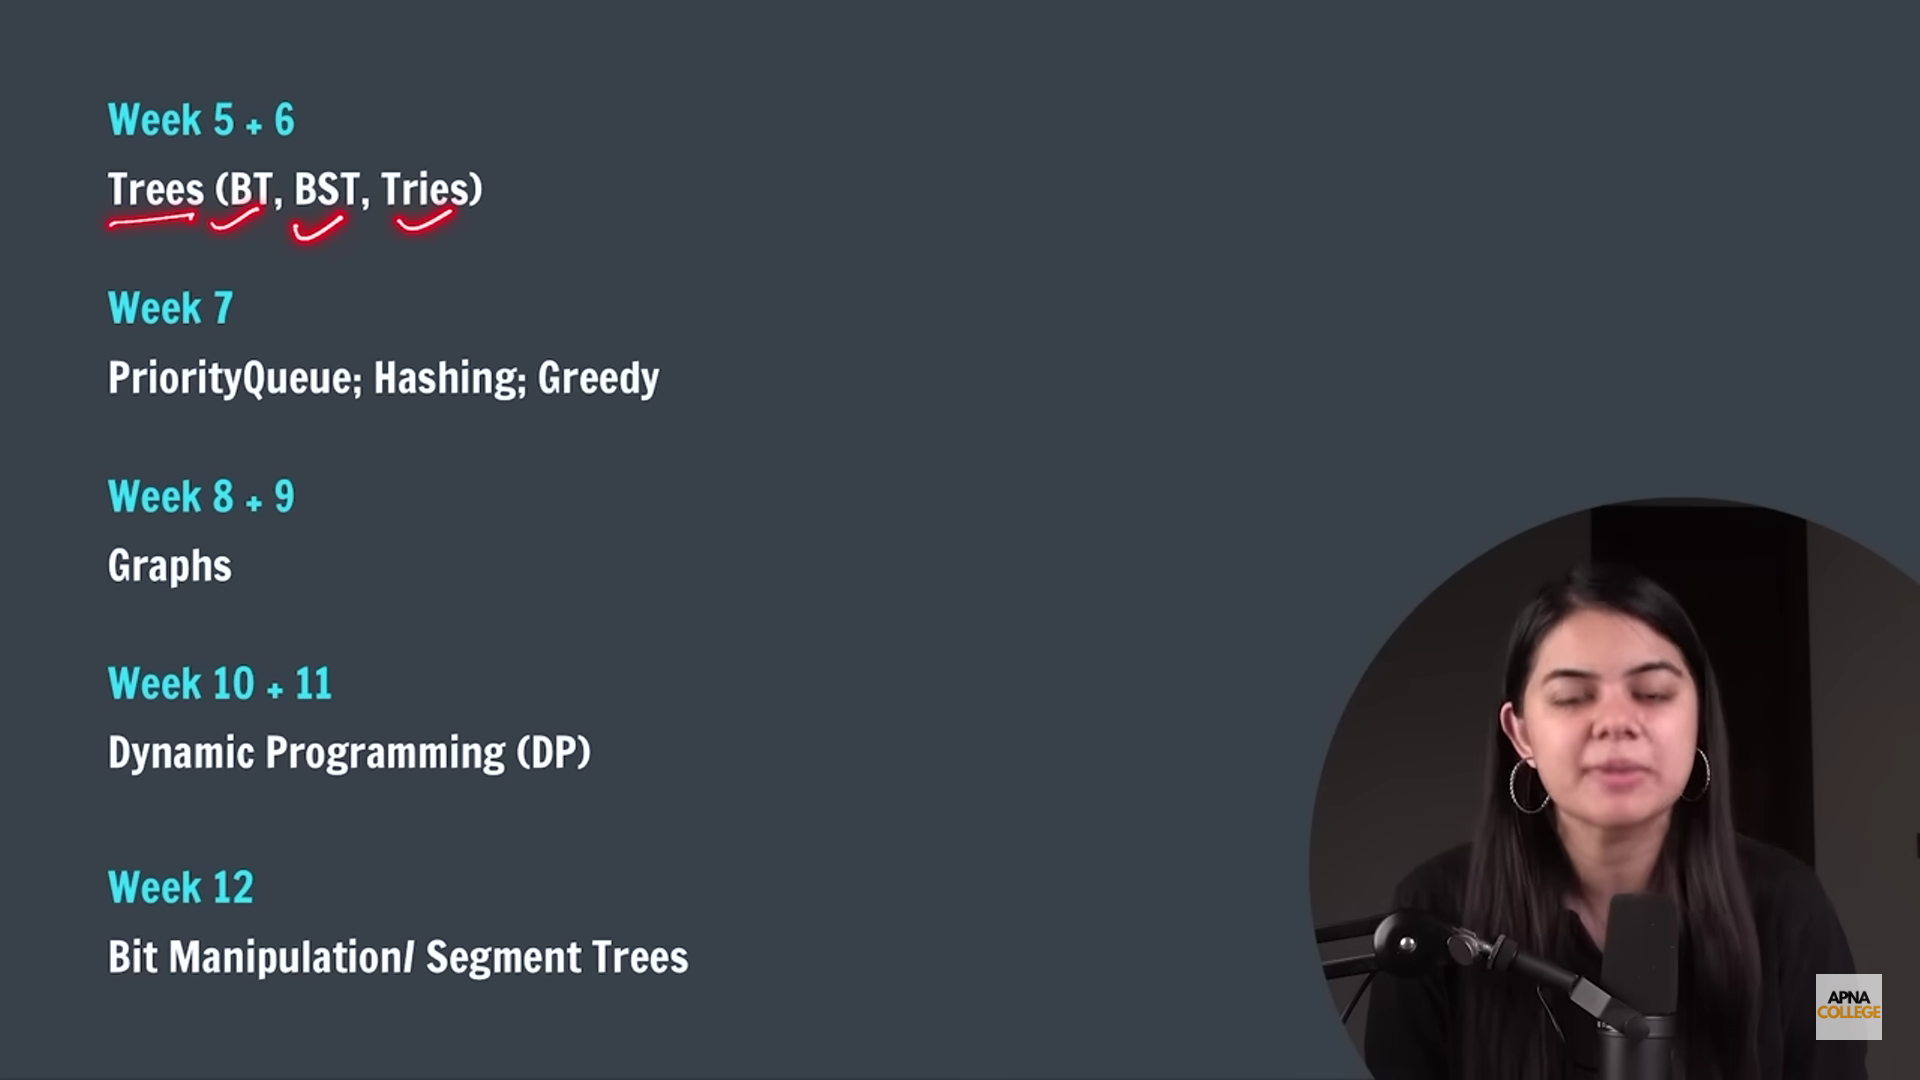 Week 5 + 6
Trees (BT, BST, Tries)
Week 7
PriorityQueue; Hashing; Greedy
Week 8 + 9
Graphs
Week 10 + 11
Dynamic Programming (DP)
Week 12
Bit Manipulation/ Segment Trees
APNA
COLLEGE